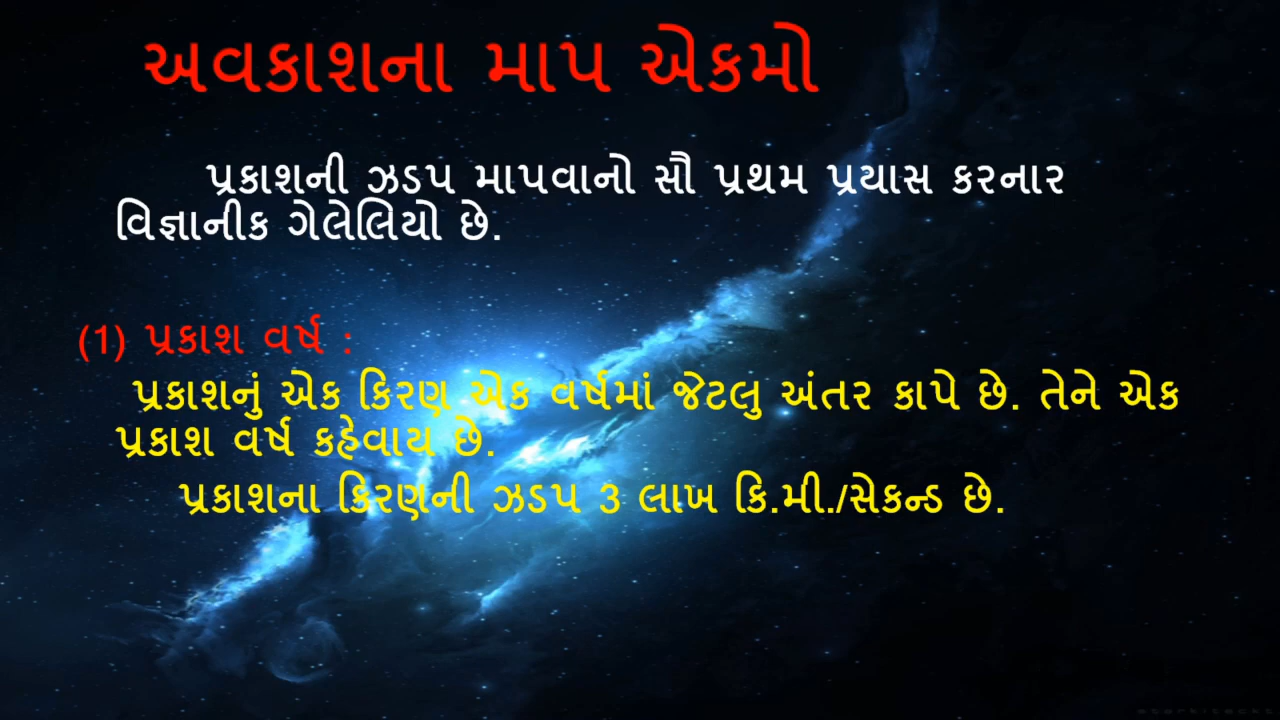 અવકાશના માપ એકમો
પ્રકાશની ઝડપ માપવાનો સૌ પ્રથમ પ્રયાસ કરનાર
વિજ્ઞાનીક ગેલેલિયો છે.
(1) પ્રકાશ વર્ષ :
પ્રકાશનું એક કિરણ એક વર્ષમાં જેટલુ અંતર કાપે છે. તેને એક
પ્રકાશ વર્ષ કહેવાય છે.
પ્રકાશના કિરણની ઝડપ 3 લાખ કિ.મી./સેકન્ડ છે.